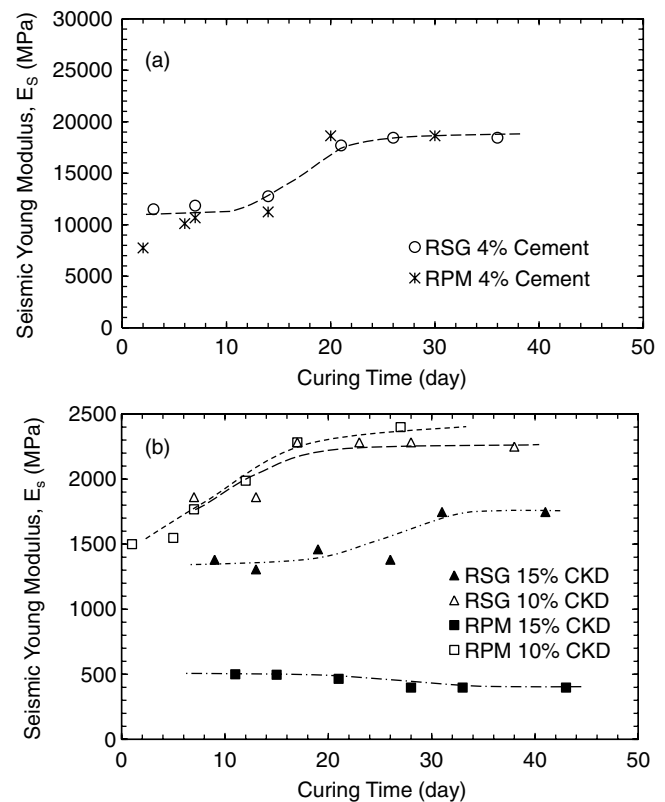 30000
25000
20000
15000
10000
5000
0
Seismic Young Modulus, E_S (MPa)
(a)
RSG 4% Cement
RPM 4% Cement
0 10 20 30 40 50
Curing Time (day)
2500
2000
1500
1000
500
0
Seismic Young Modulus, E_s (MPa)
(b)
RSG 15% CKD
RSG 10% CKD
RPM 15% CKD
RPM 10% CKD
0 10 20 30 40 50
Curing Time (day)